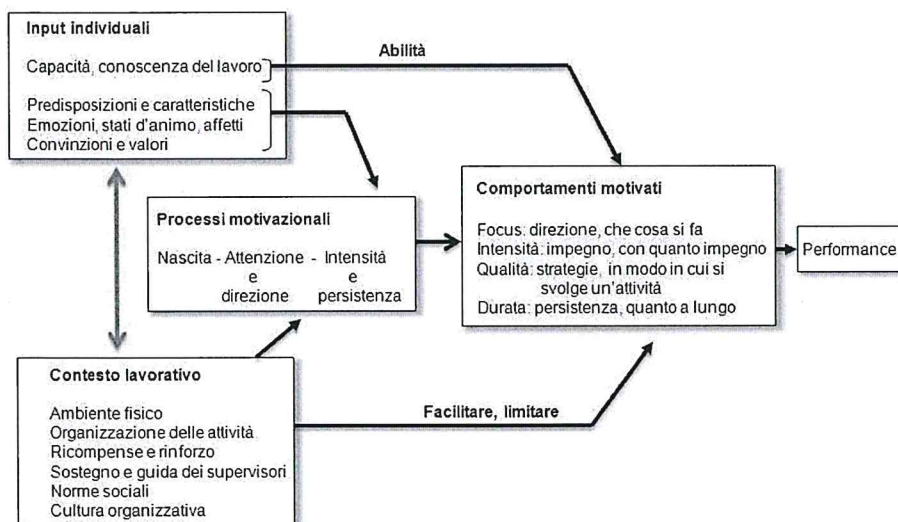 Input individuali
Capacità, conoscenza del lavoro
Predisposizioni e caratteristiche
Emozioni, stati d'animo, affetti
Convinzioni e valori
Abilità
Processi motivazionali
Nascita - Attenzione - Intensità
e e
direzione persistenza
Comportamenti motivati
Focus: direzione, che cosa si fa
Intensità: impegno, con quanto impegno
Qualità: strategie, in modo in cui si
svolge un'attività
Durata: persistenza, quanto a lungo
Performance
Contesto lavorativo
Ambiente fisico
Organizzazione delle attività
Ricompense e rinforzo
Sostegno e guida dei supervisori
Norme sociali
Cultura organizzativa
Facilitare, limitare